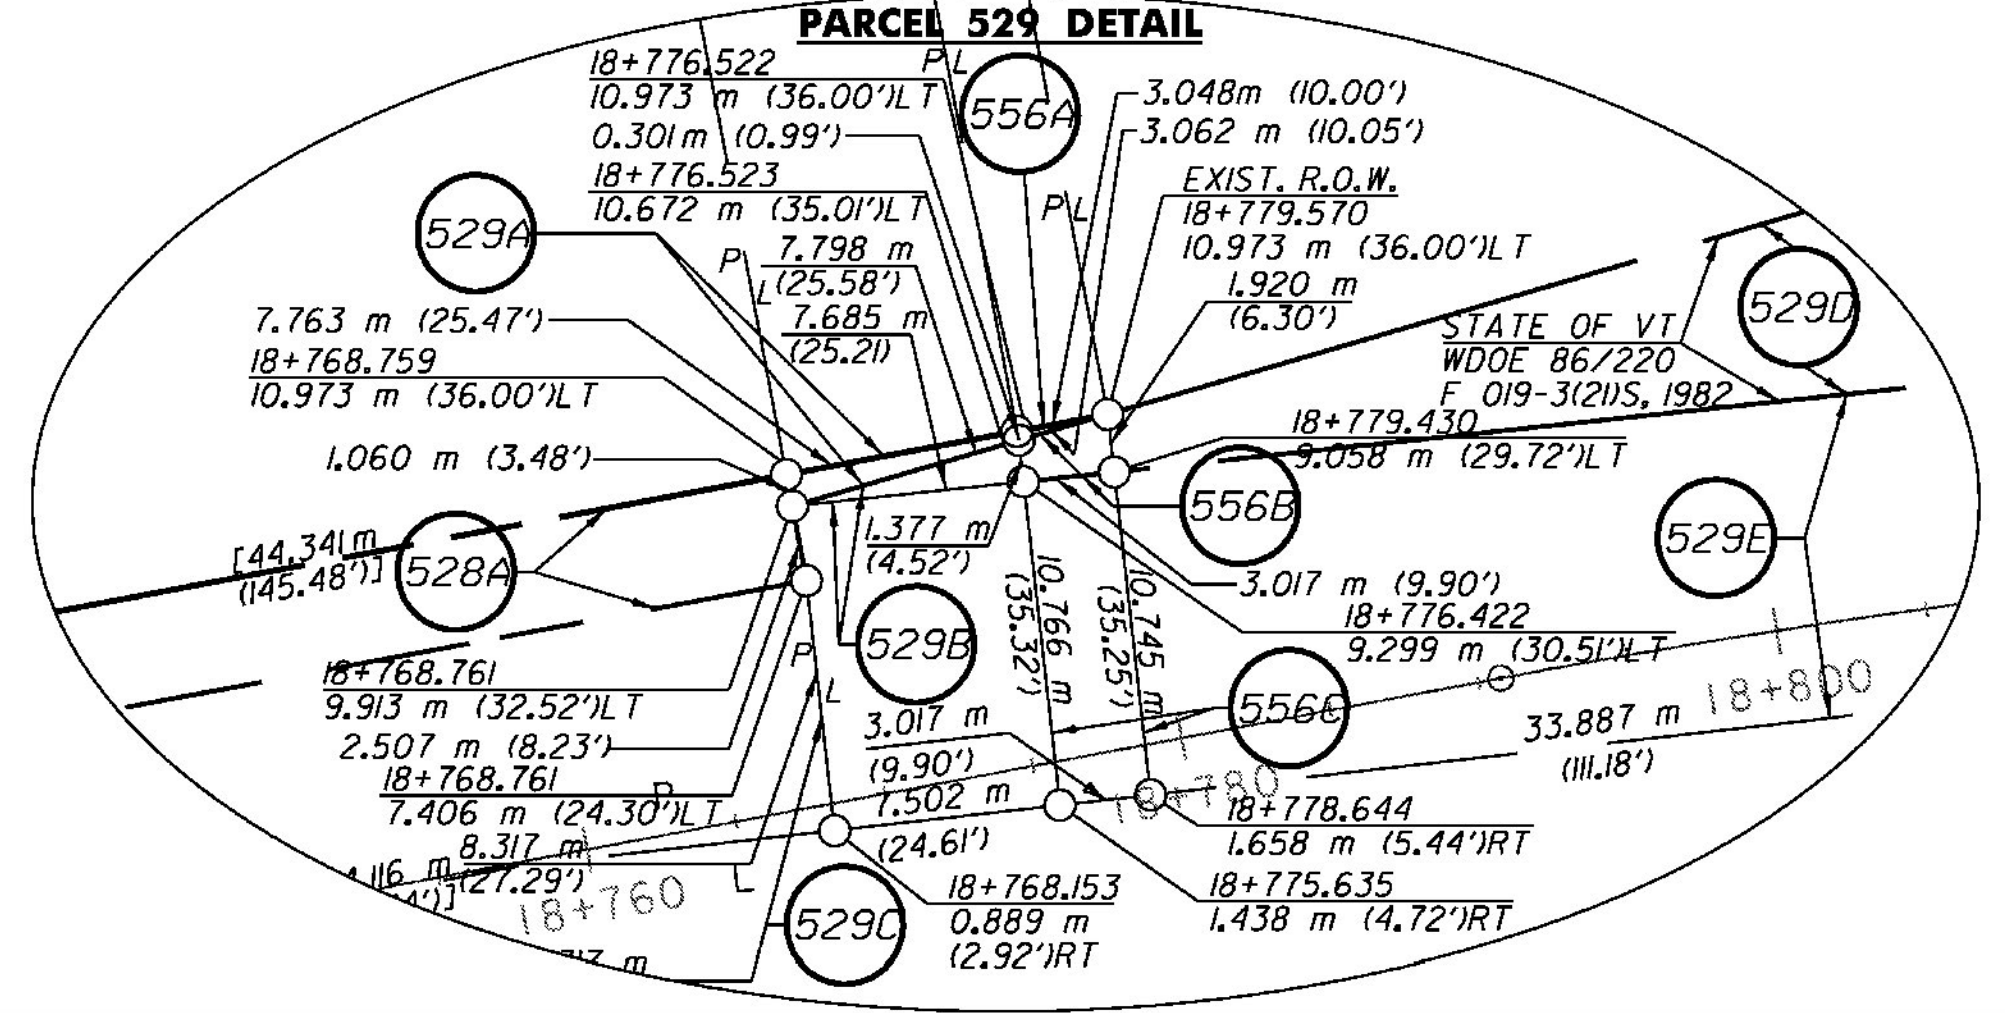 PARCEL 529 DETAIL
18+776.522
10.973 m (36.00')LT
0.301m (0.99')
18+776.523
10.672 m (35.01')LT
7.798 m
(25.58')
7.685 m
(25.21)
P L
556A
3.048m (10.00')
3.062 m (10.05')
EXIST. R.O.W.
18+779.570
10.973 m (36.00')LT
1.920 m
(6.30')
P L
529A
P L
7.763 m (25.47')
18+768.759
10.973 m (36.00')LT
1.060 m (3.48')
STATE OF VT
WDOE 86/220
F 019-3(21)S, 1982
529D
18+779.430
9.058 m (29.72')LT
556B
529E
[44.341m
(145.48')]
528A
1.377 m
(4.52')
529B
10.766 m
(35.32')
10.745 m
(35.25')
3.017 m (9.90')
18+776.422
9.299 m (30.51')LT
18+768.761
9.913 m (32.52')LT
2.507 m (8.23')
18+768.761
7.406 m (24.30')LT
8.317 m
(27.29')
P L
P L
3.017 m
(9.90')
7.502 m
(24.61')
556C
18+800
33.887 m
(111.18')
18+780
18+778.644
1.658 m (5.44')RT
18+775.635
1.438 m (4.72')RT
18+768.153
0.889 m
(2.92')RT
529C
18+760
.116 m
4')]
m